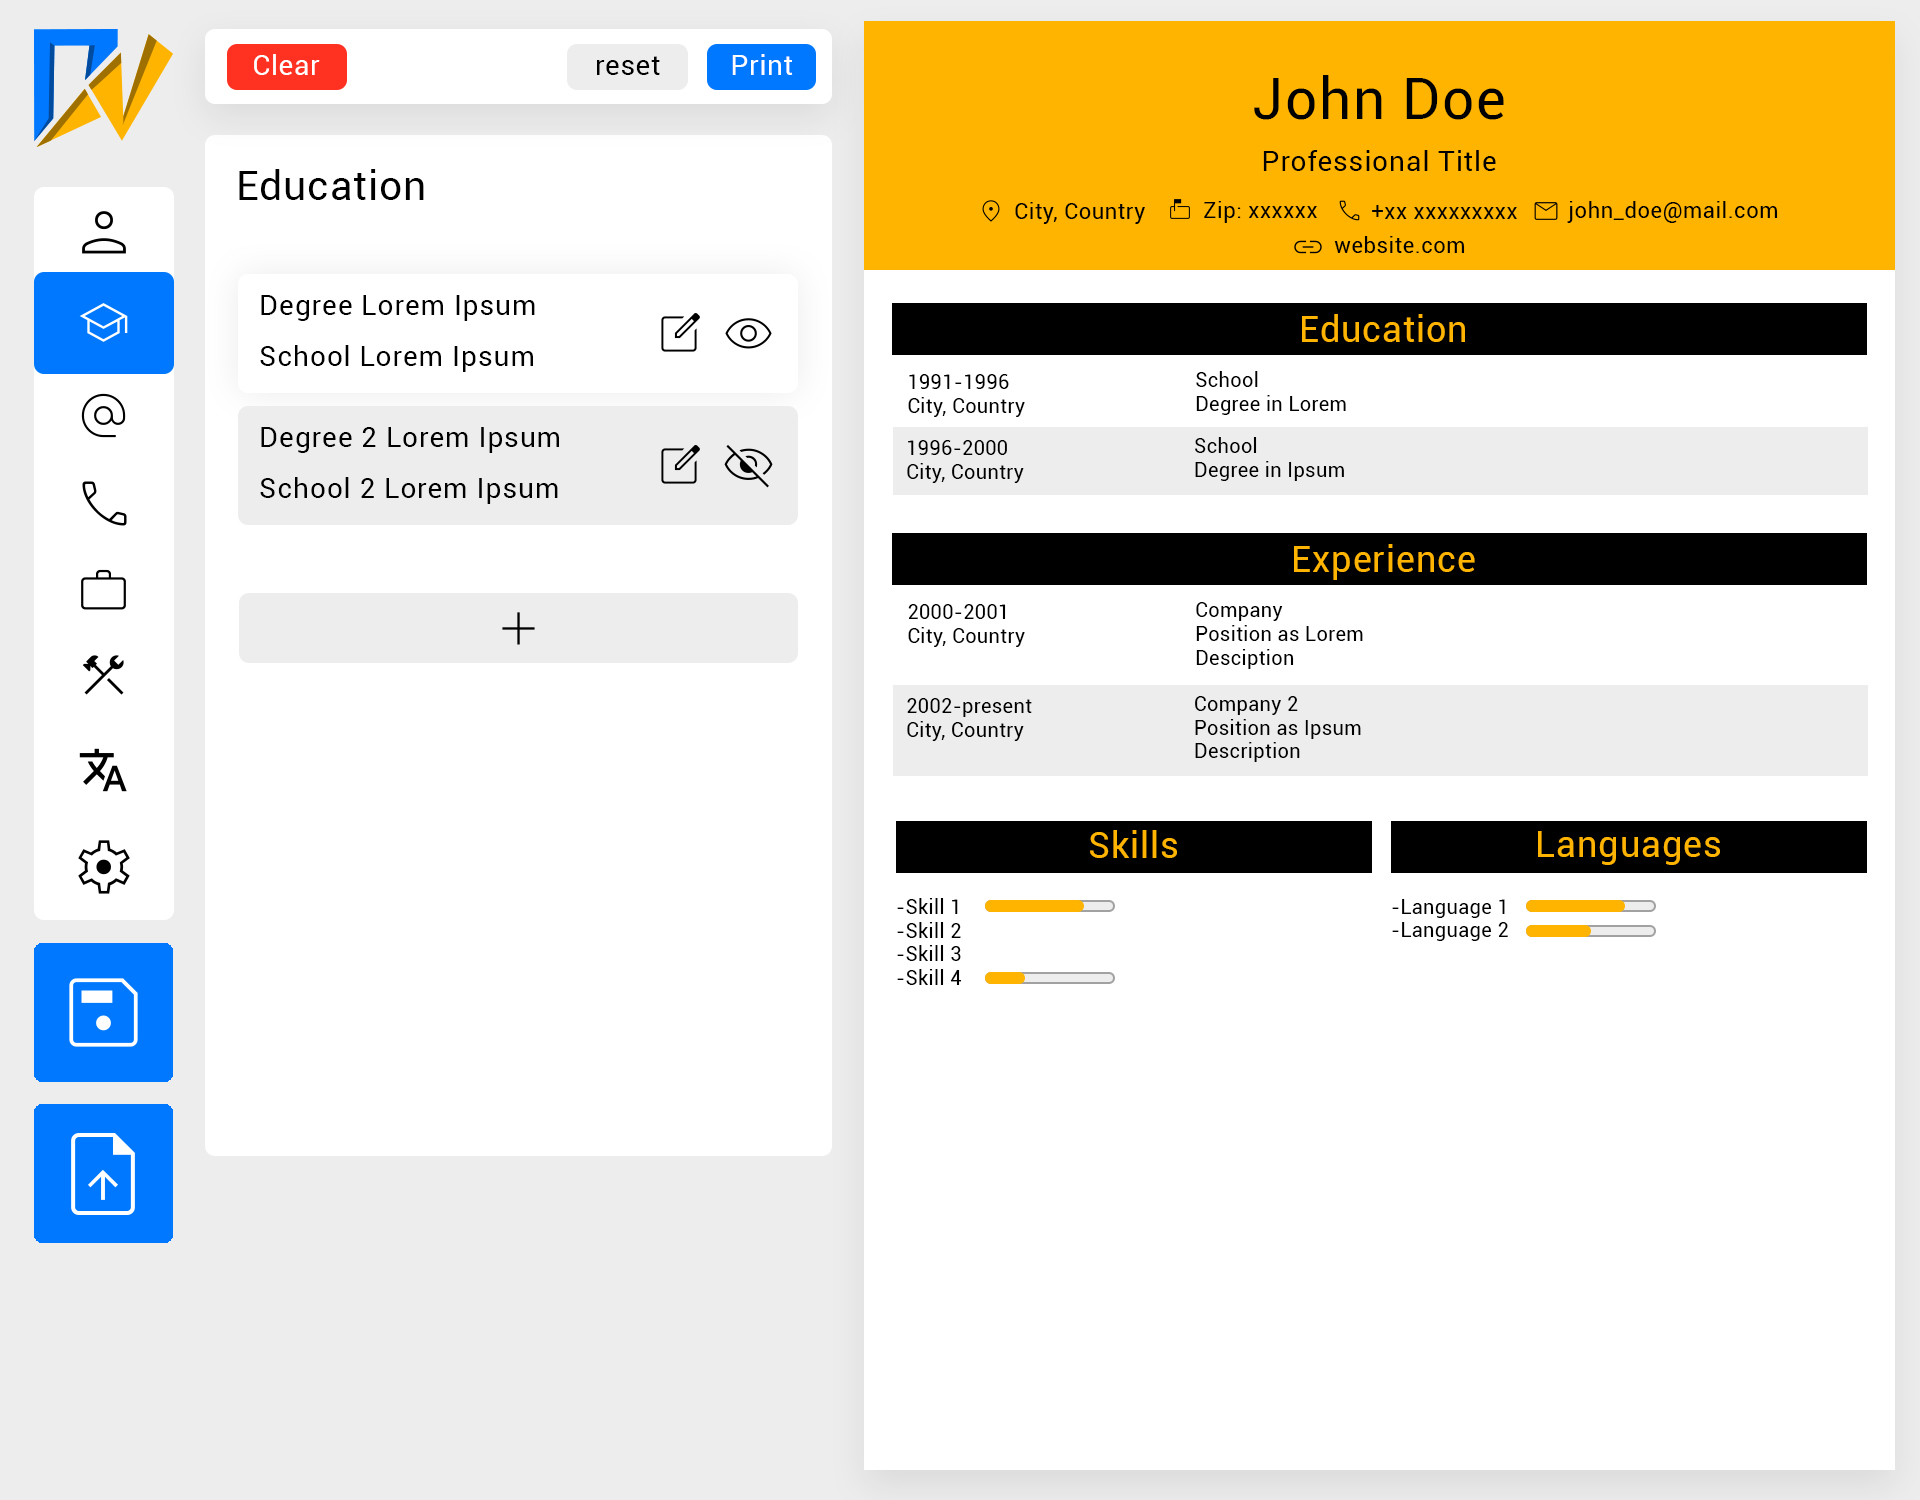 Clear
reset
Print
Education
Degree Lorem Ipsum
School Lorem Ipsum
Degree 2 Lorem Ipsum
School 2 Lorem Ipsum
John Doe
Professional Title
City, Country Zip: xxxxxx +xx xxxxxxxxx john_doe@mail.com
website.com
Education
1991-1996 School
City, Country Degree in Lorem
1996-2000 School
City, Country Degree in Ipsum
Experience
2000-2001 Company
City, Country Position as Lorem
Desciption
2002-present Company 2
City, Country Position as Ipsum
Description
Skills
-Skill 1
-Skill 2
-Skill 3
-Skill 4
Languages
-Language 1
-Language 2